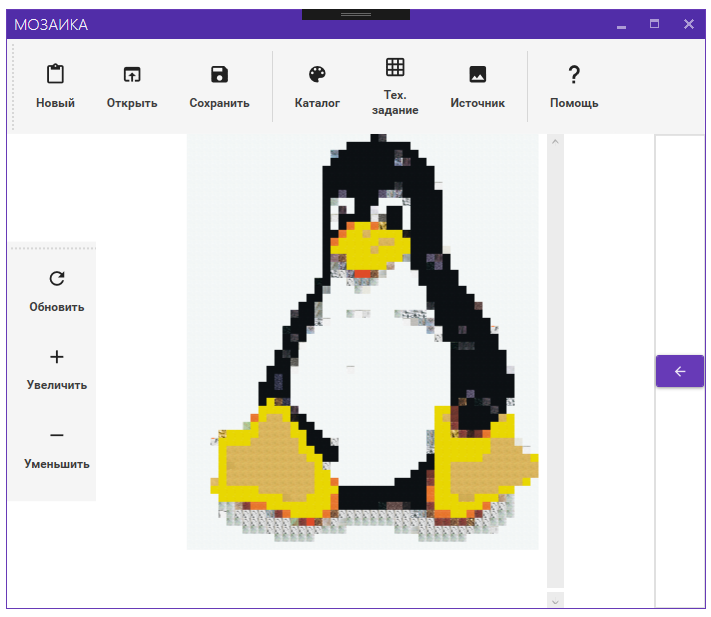 МОЗАИКА
Новый
Открыть
Сохранить
Каталог
Тех.
задание
Источник
Помощь
Обновить
Увеличить
Уменьшить